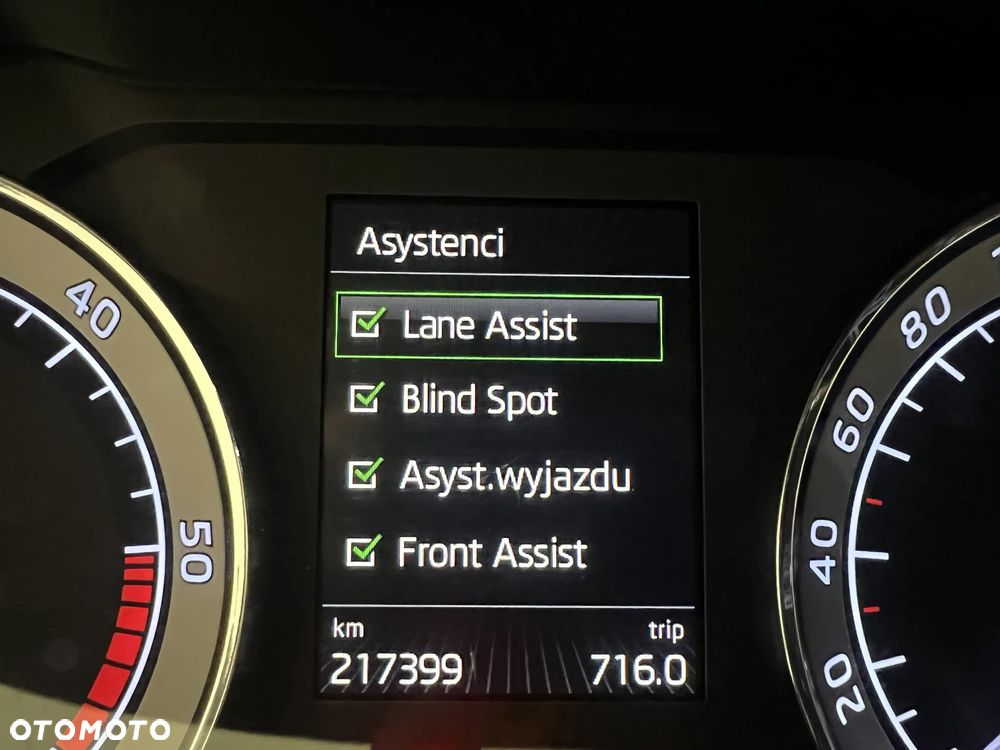 Asystenci
Lane Assist
Blind Spot
Asyst.wyjazdu
Front Assist
km trip
217399 716.0
40
50
80
60
40
20
OTOMOTO